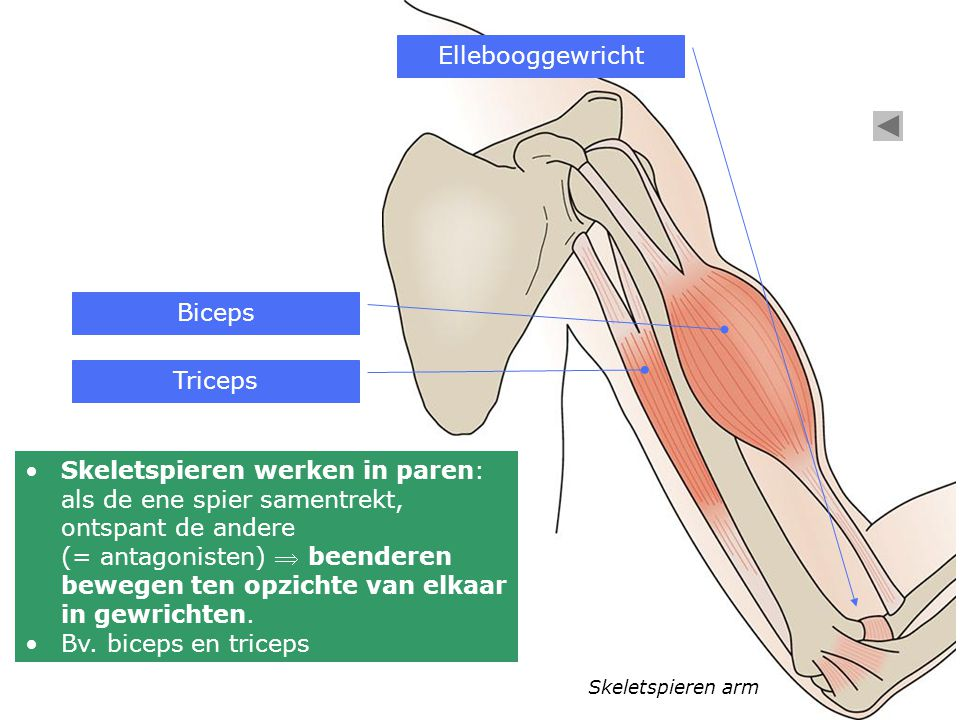 Ellebooggewricht
Biceps
Triceps
• Skeletspieren werken in paren:
als de ene spier samentrekt,
ontspant de andere
(= antagonisten) ⇒ beenderen
bewegen ten opzichte van elkaar
in gewrichten.
• Bv. biceps en triceps
Skeletspieren arm